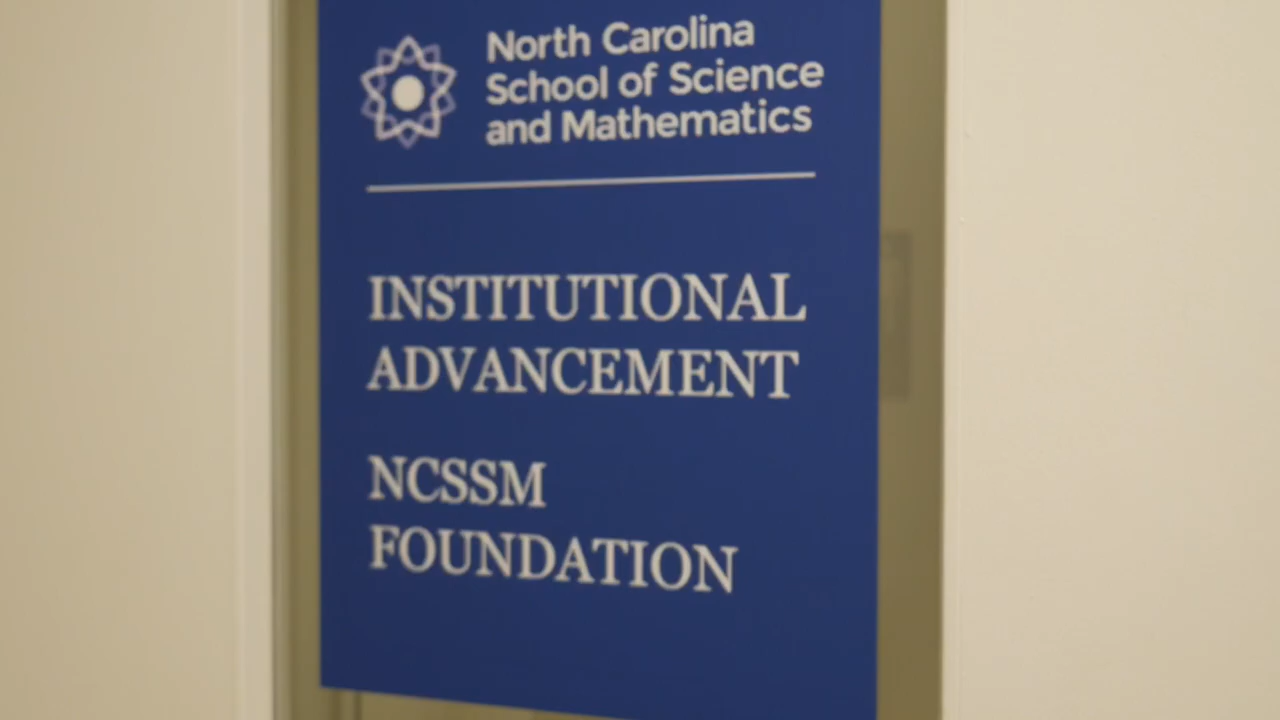 North Carolina
School of Science
and Mathematics
INSTITUTIONAL
ADVANCEMENT
NCSSM
FOUNDATION